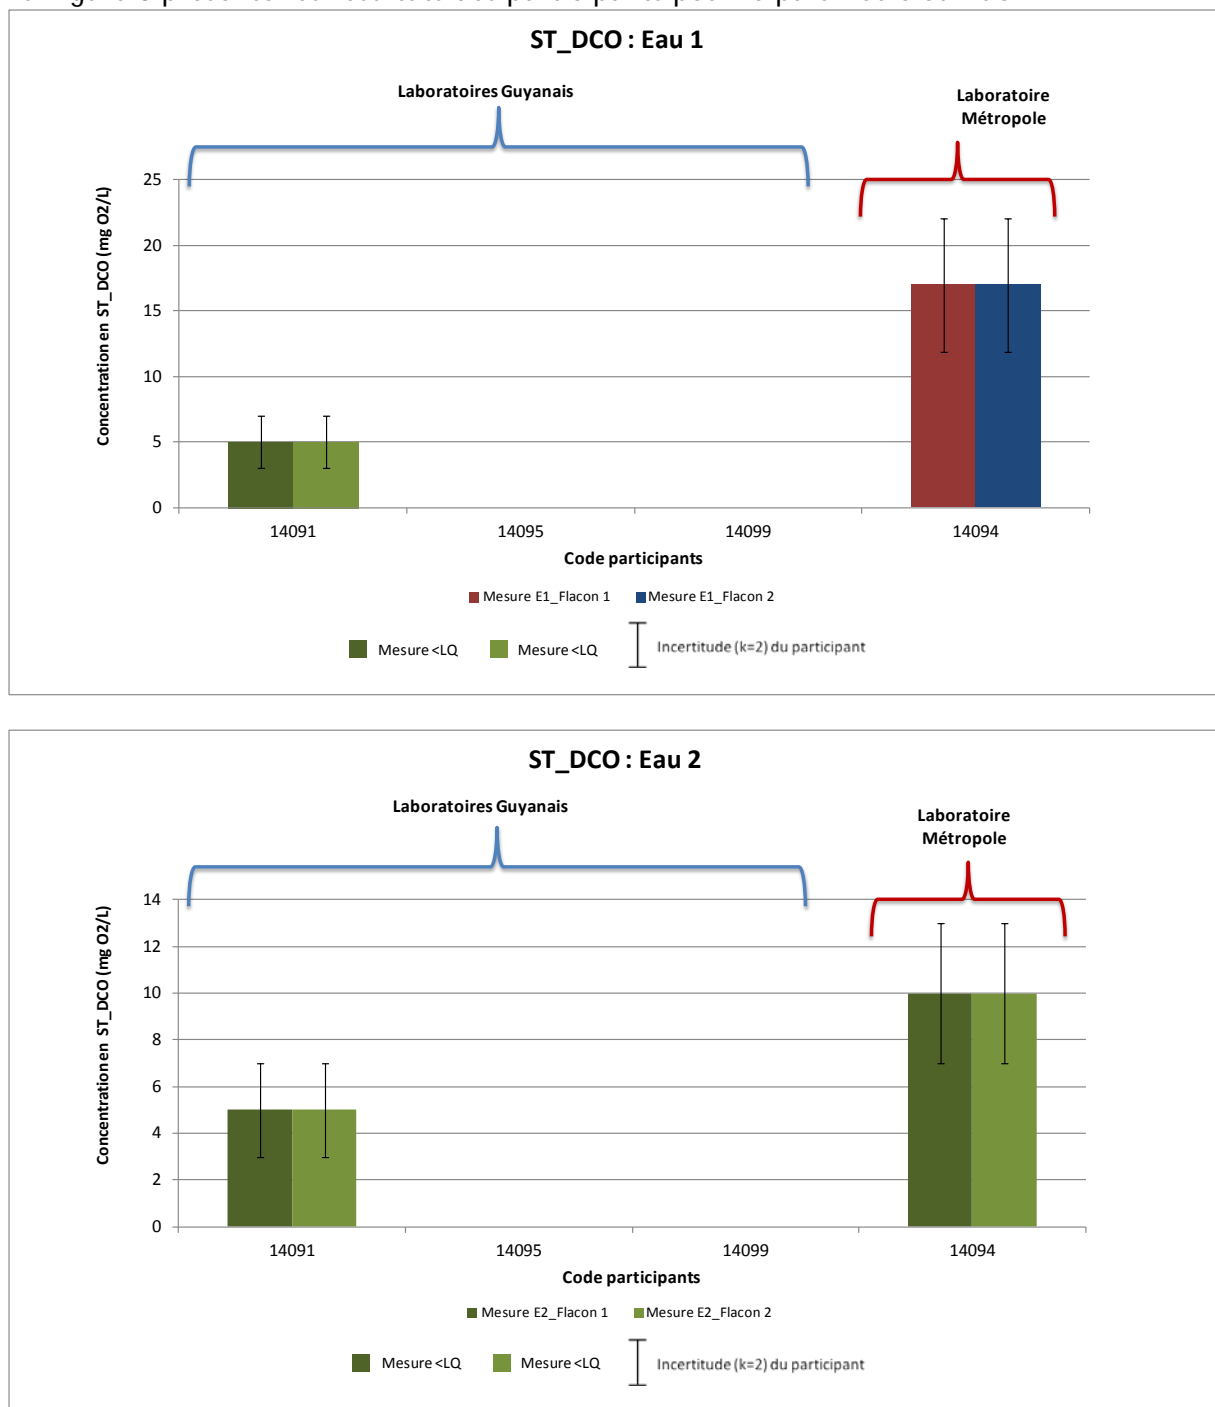 ST_DCO : Eau 1
Laboratoires Guyanais
Laboratoire
Métropole
Concentration en ST_DCO (mg O2/L)
25
20
15
10
5
0
14091 14095 14099 14094
Code participants
Mesure E1_Flacon 1 Mesure E1_Flacon 2
Mesure <LQ Mesure <LQ Incertitude (k=2) du participant
ST_DCO : Eau 2
Laboratoires Guyanais
Laboratoire
Métropole
Concentration en ST_DCO (mg O2/L)
14
12
10
8
6
4
2
0
14091 14095 14099 14094
Code participants
Mesure E2_Flacon 1 Mesure E2_Flacon 2
Mesure <LQ Mesure <LQ Incertitude (k=2) du participant